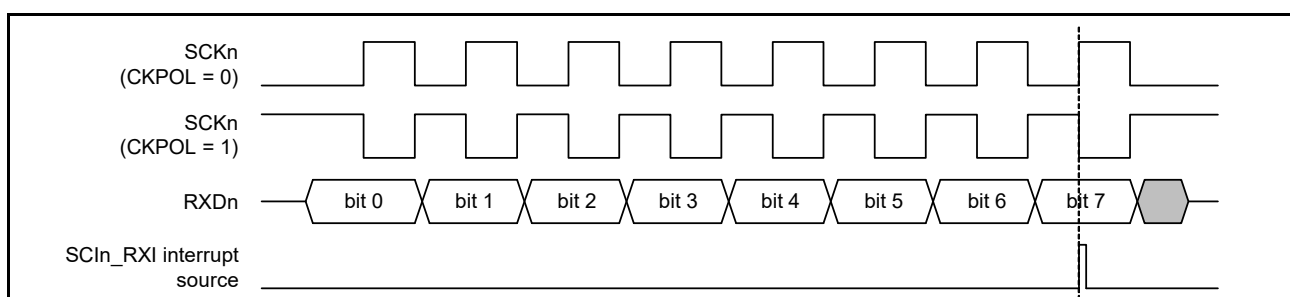 SCKn
(CKPOL = 0)
SCKn
(CKPOL = 1)
RXDn
bit 0
bit 1
bit 2
bit 3
bit 4
bit 5
bit 6
bit 7
SCIn_RXI interrupt
source